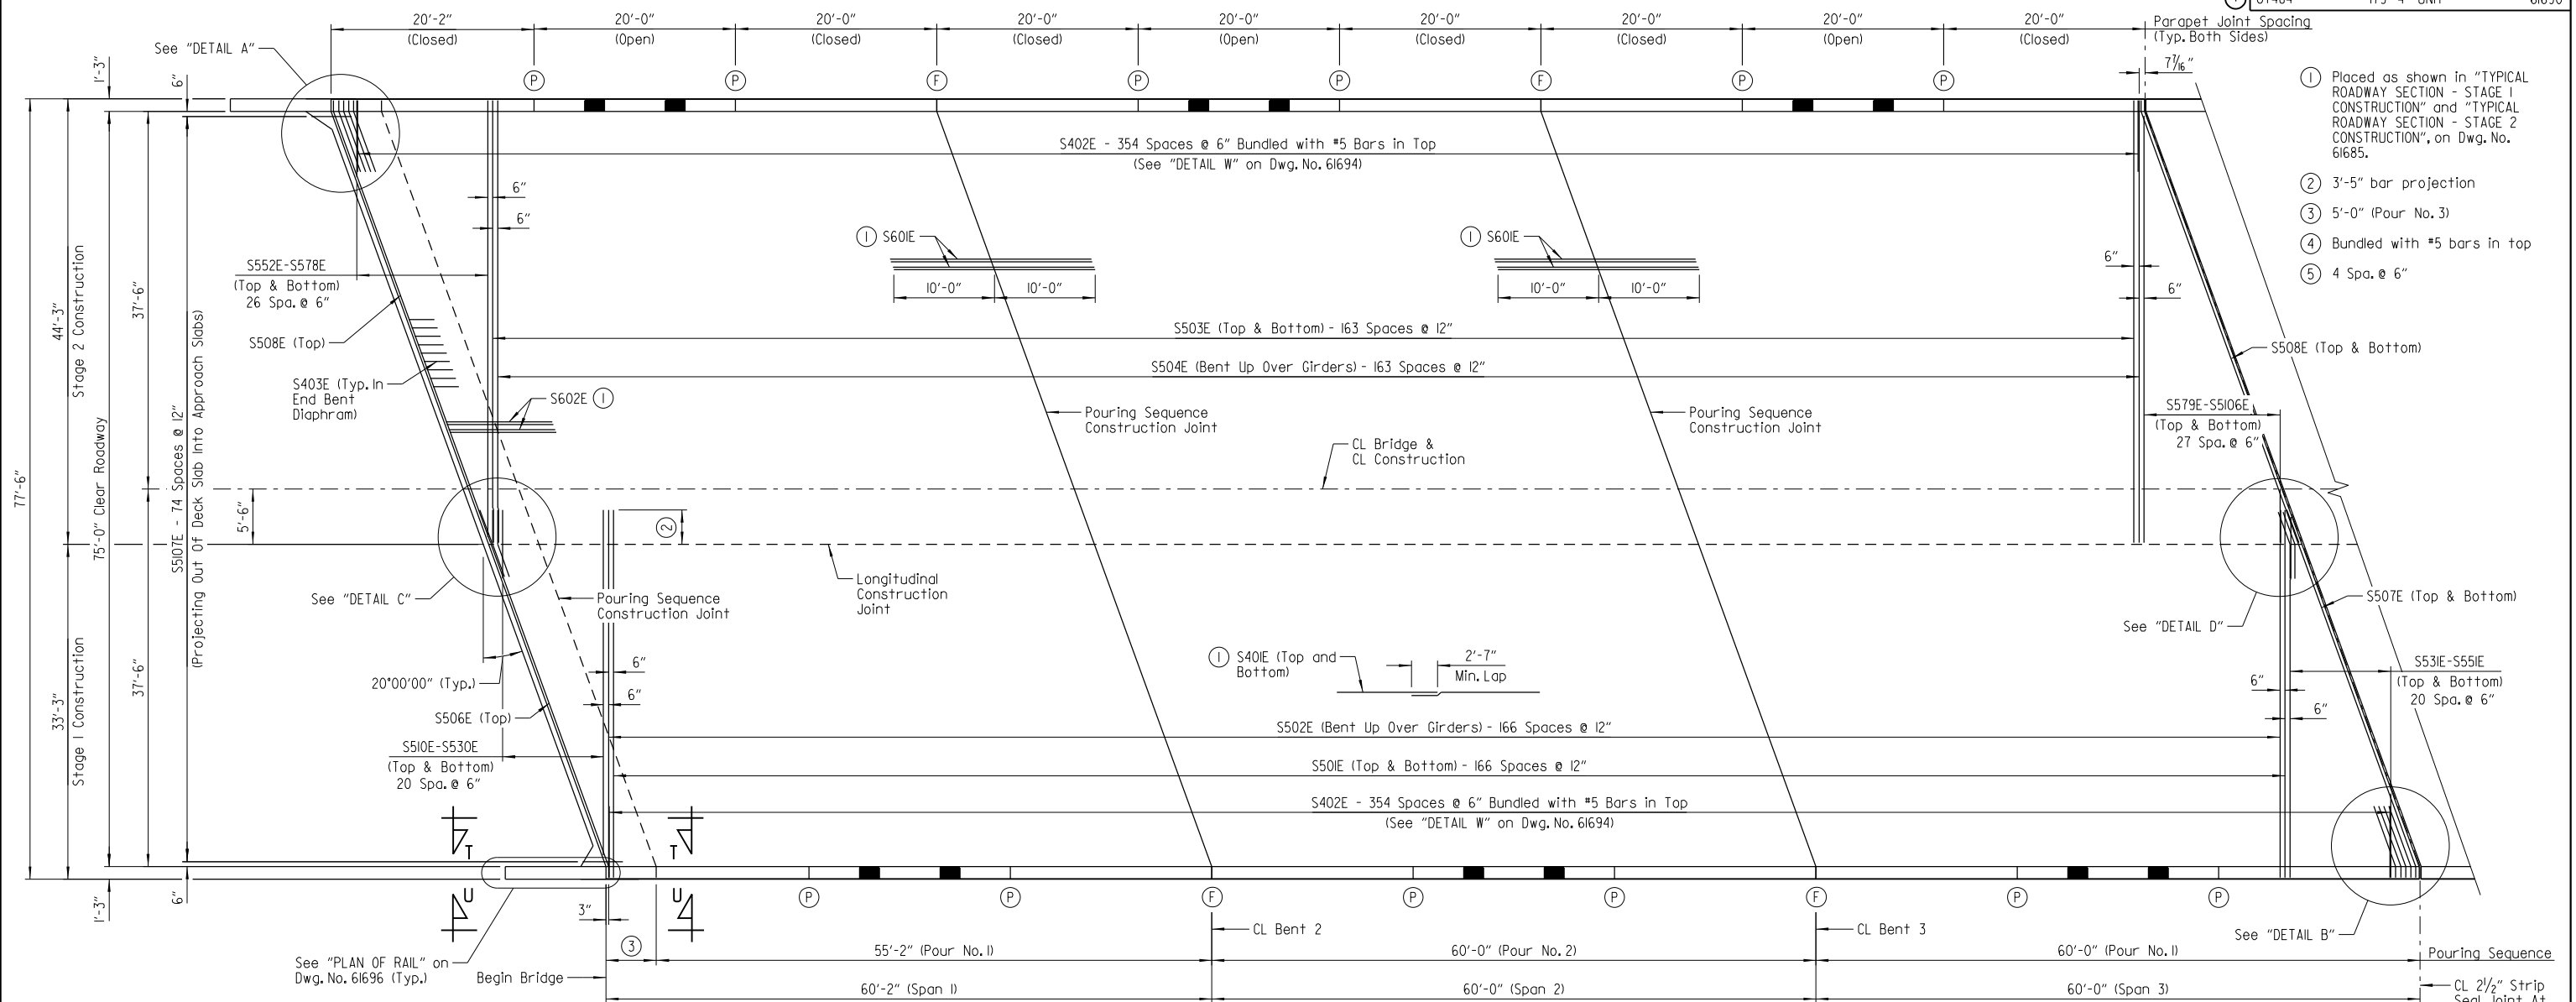 20'-2"
(Closed)
20'-0"
(Open)
20'-0"
(Closed)
20'-0"
(Closed)
20'-0"
(Open)
20'-0"
(Closed)
20'-0"
(Closed)
20'-0"
(Open)
20'-0"
(Closed)
Parapet Joint Spacing
(Typ. Both Sides)
See "DETAIL A"
1'-3"
6"
P
P
F
P
P
F
P
P
7 7/16"
1 Placed as shown in "TYPICAL
ROADWAY SECTION - STAGE 1
CONSTRUCTION" and "TYPICAL
ROADWAY SECTION - STAGE 2
CONSTRUCTION", on Dwg. No.
61685.
2 3'-5" bar projection
3 5'-0" (Pour No. 3)
4 Bundled with #5 bars in top
5 4 Spa. @ 6"
S402E - 354 Spaces @ 6" Bundled with #5 Bars in Top
(See "DETAIL W" on Dwg. No. 61694)
6"
6"
1 S601E
10'-0"
10'-0"
1 S601E
10'-0"
10'-0"
6"
6"
S552E-S578E
(Top & Bottom)
26 Spa. @ 6"
S508E (Top)
S403E (Typ. In
End Bent
Diaphram)
S602E 1
S503E (Top & Bottom) - 163 Spaces @ 12"
S504E (Bent Up Over Girders) - 163 Spaces @ 12"
S508E (Top & Bottom)
S579E-S5106E
(Top & Bottom)
27 Spa. @ 6"
Pouring Sequence
Construction Joint
Pouring Sequence
Construction Joint
CL Bridge &
CL Construction
77'-6"
44'-3"
Stage 2 Construction
33'-3"
Stage 1 Construction
75'-0" Clear Roadway
37'-6"
37'-6"
S5107E - 74 Spaces @ 12"
(Projecting Out Of Deck Slab Into Approach Slabs)
5'-6"
2
See "DETAIL C"
Pouring Sequence
Construction Joint
Longitudinal
Construction
Joint
S507E (Top & Bottom)
See "DETAIL D"
20°00'00" (Typ.)
6"
6"
1 S401E (Top and
Bottom)
2'-7"
Min. Lap
S531E-S551E
(Top & Bottom)
20 Spa. @ 6"
6"
6"
S506E (Top)
S510E-S530E
(Top & Bottom)
20 Spa. @ 6"
S502E (Bent Up Over Girders) - 166 Spaces @ 12"
S501E (Top & Bottom) - 166 Spaces @ 12"
S402E - 354 Spaces @ 6" Bundled with #5 Bars in Top
(See "DETAIL W" on Dwg. No. 61694)
T
T
U
U
1'-3"
6"
3"
P
P
F
P
P
F
P
P
CL Bent 2
CL Bent 3
See "DETAIL B"
See "PLAN OF RAIL" on
Dwg. No. 61696 (Typ.)
Begin Bridge
3
55'-2" (Pour No. 1)
60'-0" (Pour No. 2)
60'-0" (Pour No. 1)
Pouring Sequence
60'-2" (Span 1)
60'-0" (Span 2)
60'-0" (Span 3)
CL 2 1/2" Strip
Seal Joint At